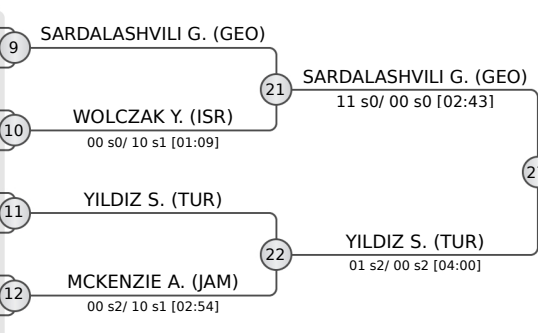 9
SARDALASHVILI G. (GEO)
21
SARDALASHVILI G. (GEO)
11 s0/ 00 s0 [02:43]
10
WOLCZAK Y. (ISR)
00 s0/ 10 s1 [01:09]
11
YILDIZ S. (TUR)
22
YILDIZ S. (TUR)
01 s2/ 00 s2 [04:00]
12
MCKENZIE A. (JAM)
00 s2/ 10 s1 [02:54]